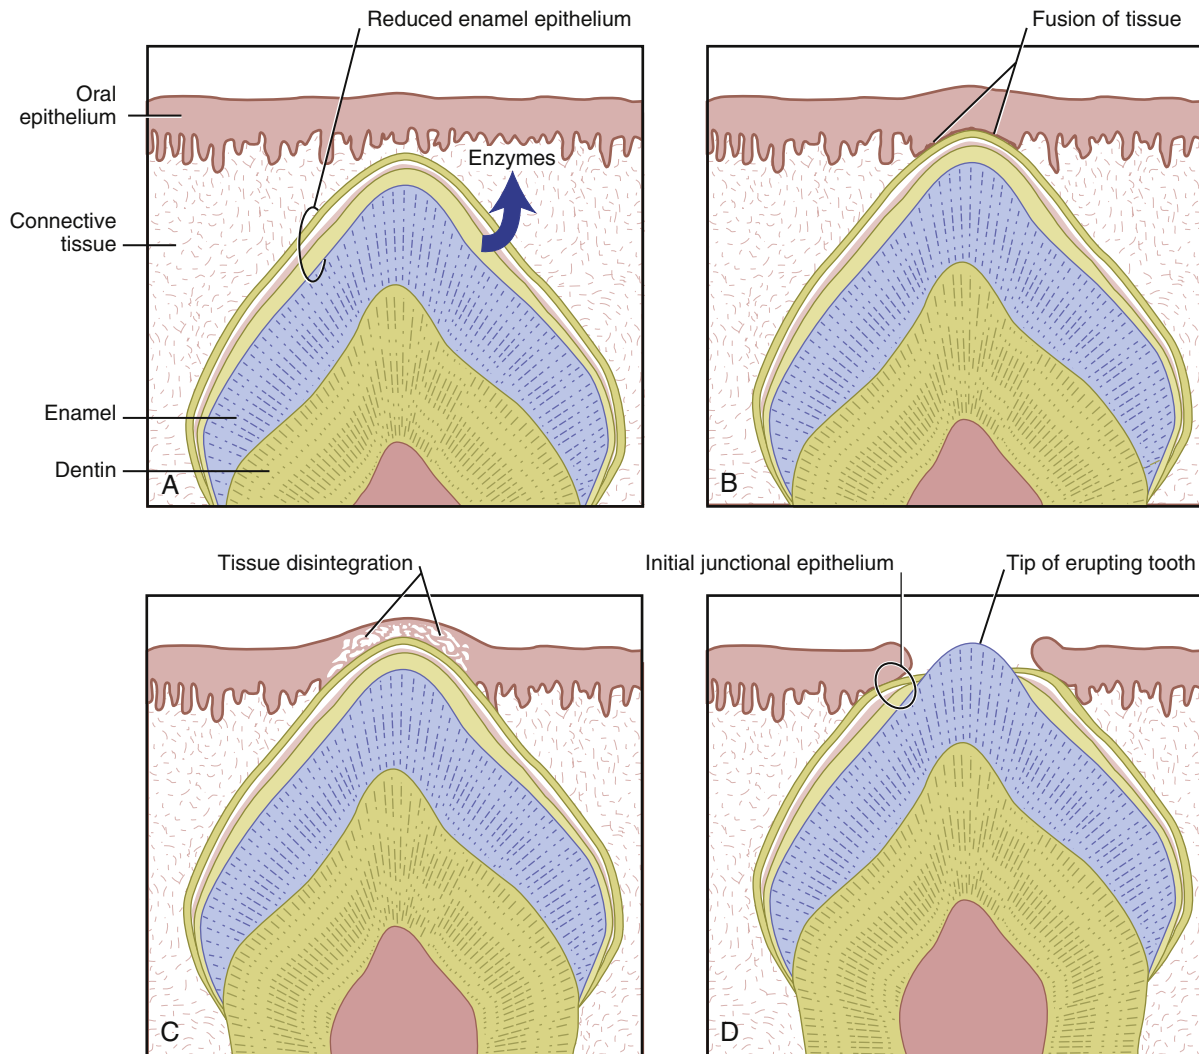 Reduced enamel epithelium
Fusion of tissue
Oral
epithelium
Enzymes
Connective
tissue
Enamel
Dentin
A
B
Tissue disintegration
Initial junctional epithelium
Tip of erupting tooth
C
D